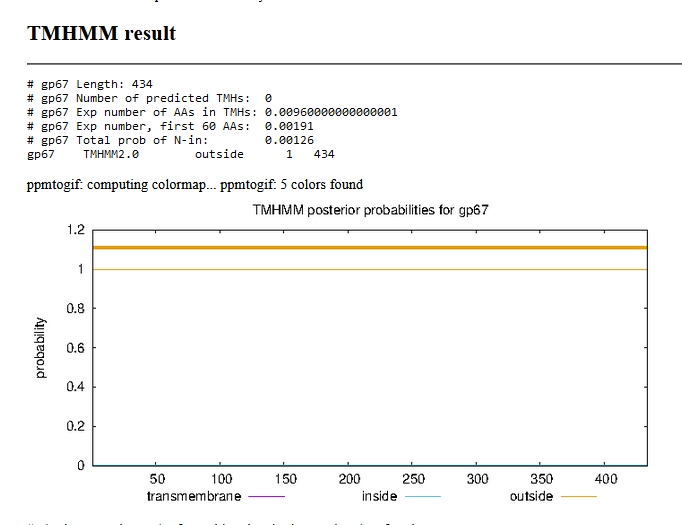 TMHMM result
# gp67 Length: 434
# gp67 Number of predicted TMHs:  0
# gp67 Exp number of AAs in TMHs: 0.00960000000000001
# gp67 Exp number, first 60 AAs:  0.00191
# gp67 Total prob of N-in:        0.00126
gp67    TMHMM2.0        outside      1   434
ppmtogif: computing colormap... ppmtogif: 5 colors found
TMHMM posterior probabilities for gp67
1.2
1
0.8
0.6
0.4
0.2
0
probability
50 100 150 200 250 300 350 400
transmembrane inside outside